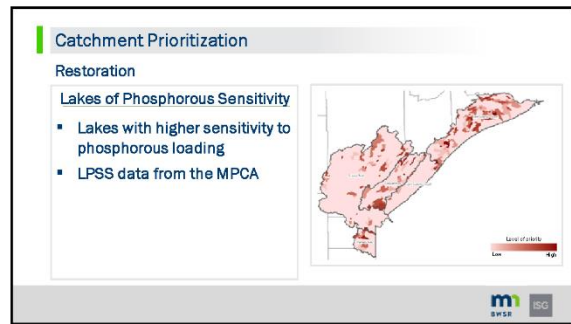 Catchment Prioritization
Restoration
Lakes of Phosphorous Sensitivity
▪ Lakes with higher sensitivity to
phosphorous loading
▪ LPSS data from the MPCA
Level of priority
Low
High
BWSR
ISG